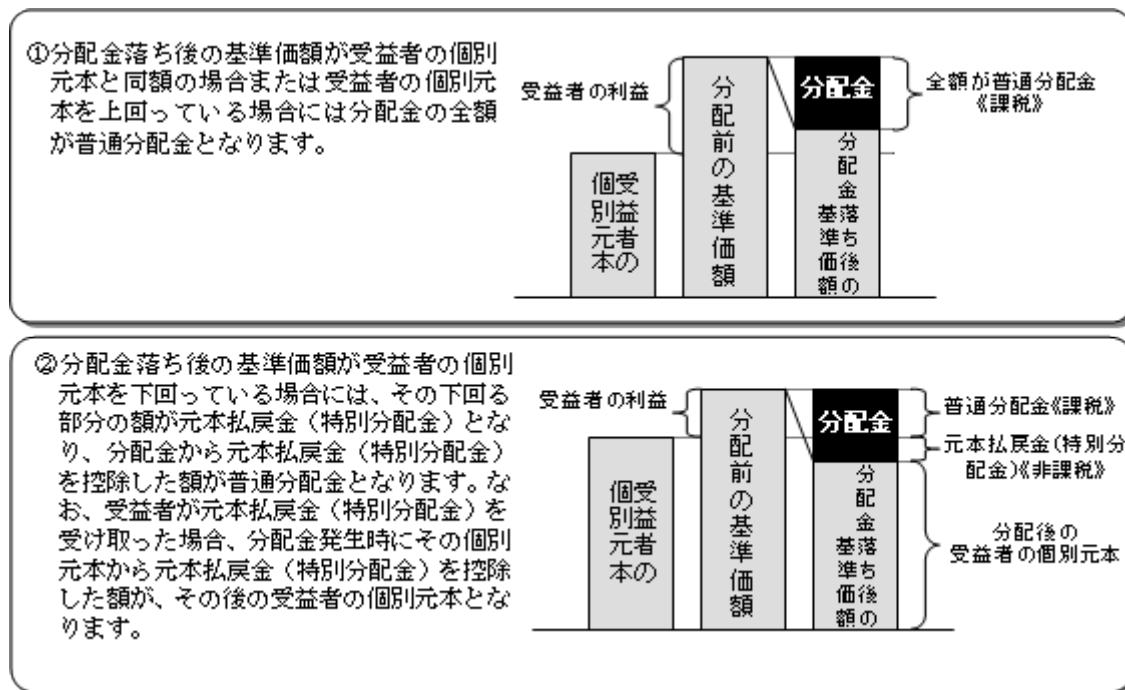 ①分配金落ち後の基準価額が受益者の個別
元本と同額の場合または受益者の個別元
本を上回っている場合には分配金の全額
が普通分配金となります。
受益者の利益
受益者の
個別元本
分配前の基準価額
分配金
分配金落ち後の
基準価額
全額が普通分配金
《課税》
②分配金落ち後の基準価額が受益者の個別
元本を下回っている場合には、その下回る
部分の額が元本払戻金（特別分配金）とな
り、分配金から元本払戻金（特別分配金）
を控除した額が普通分配金となります。な
お、受益者が元本払戻金（特別分配金）を
受け取った場合、分配金発生時にその個別
元本から元本払戻金（特別分配金）を控除
した額が、その後の受益者の個別元本とな
ります。
受益者の利益
受益者の
個別元本
分配前の基準価額
分配金
分配金落ち後の
基準価額
普通分配金《課税》
元本払戻金（特別分
配金）《非課税》
分配後の
受益者の個別元本